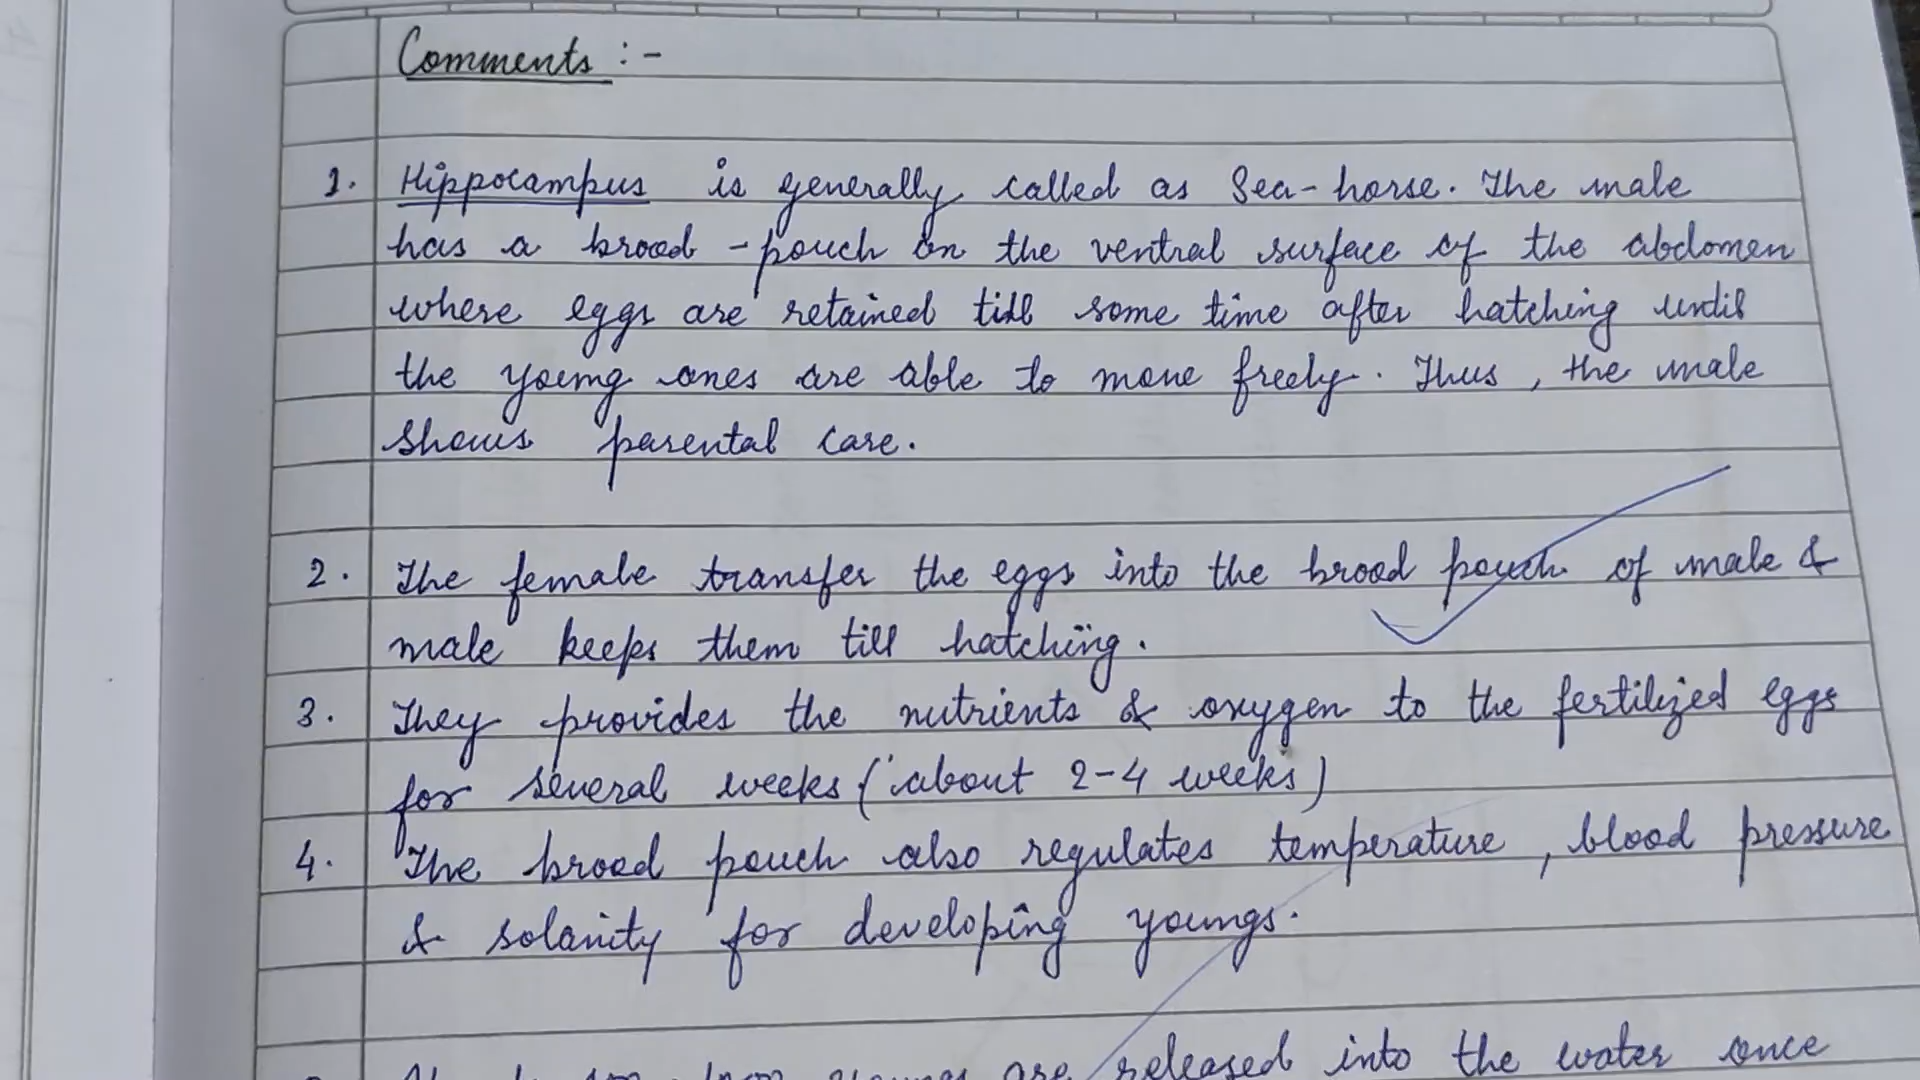 Comments :-
1. Hippocampus is generally called as Sea-horse. The male
has a brood-pouch on the ventral surface of the abdomen
where eggs are retained till some time after hatching until
the young ones are able to move freely. Thus, the male
shows parental care.
2. The female transfer the eggs into the brood pouch of male &
male keeps them till hatching.
3. They provides the nutrients & oxygen to the fertilized eggs
for several weeks (about 2-4 weeks)
4. The brood pouch also regulates temperature, blood pressure
& solanity for developing youngs.
are released into the water once